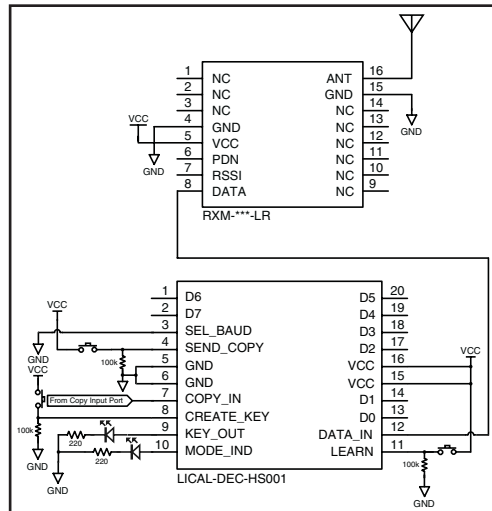 1 NC ANT 16
2 NC GND 15
3 NC NC 14
4 GND NC 13
5 VCC NC 12
6 PDN NC 11
7 RSSI NC 10
8 DATA NC 9
VCC
GND
GND
RXM-***-LR
1 D6 D5 20
2 D7 D4 19
3 SEL_BAUD D3 18
4 SEND_COPY D2 17
5 GND VCC 16
6 GND VCC 15
7 COPY_IN D1 14
8 CREATE_KEY D0 13
9 KEY_OUT DATA_IN 12
10 MODE_IND LEARN 11
VCC
GND
100k
VCC
From Copy Input Port
100k
GND
220
220
GND
VCC
100k
GND
LICAL-DEC-HS001